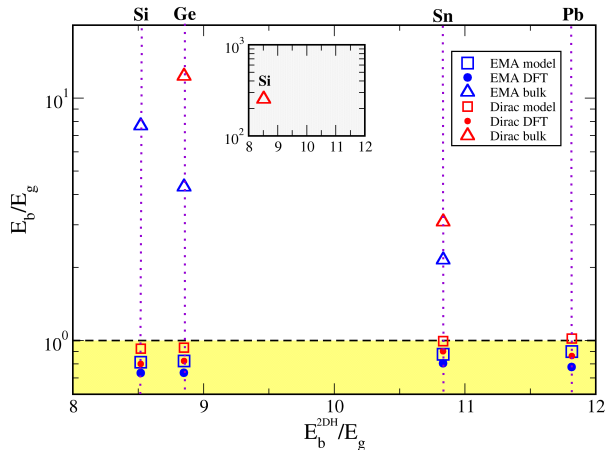 Si Ge Sn Pb
10^3
Si
10^2
8 9 10 11 12
EMA model
EMA DFT
EMA bulk
Dirac model
Dirac DFT
Dirac bulk
10^1
10^0
E_b/E_g
8 9 10 11 12
E_b^2DH/E_g